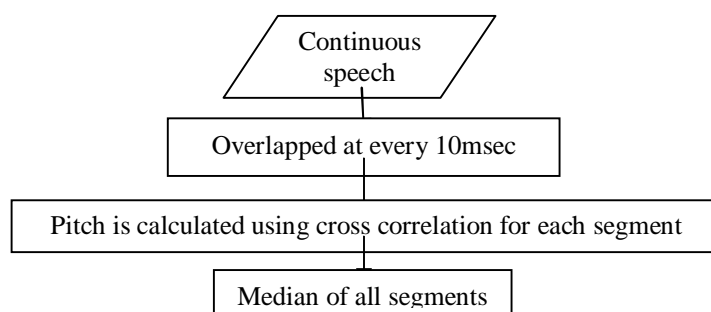 Continuous
speech
Overlapped at every 10msec
Pitch is calculated using cross correlation for each segment
Median of all segments